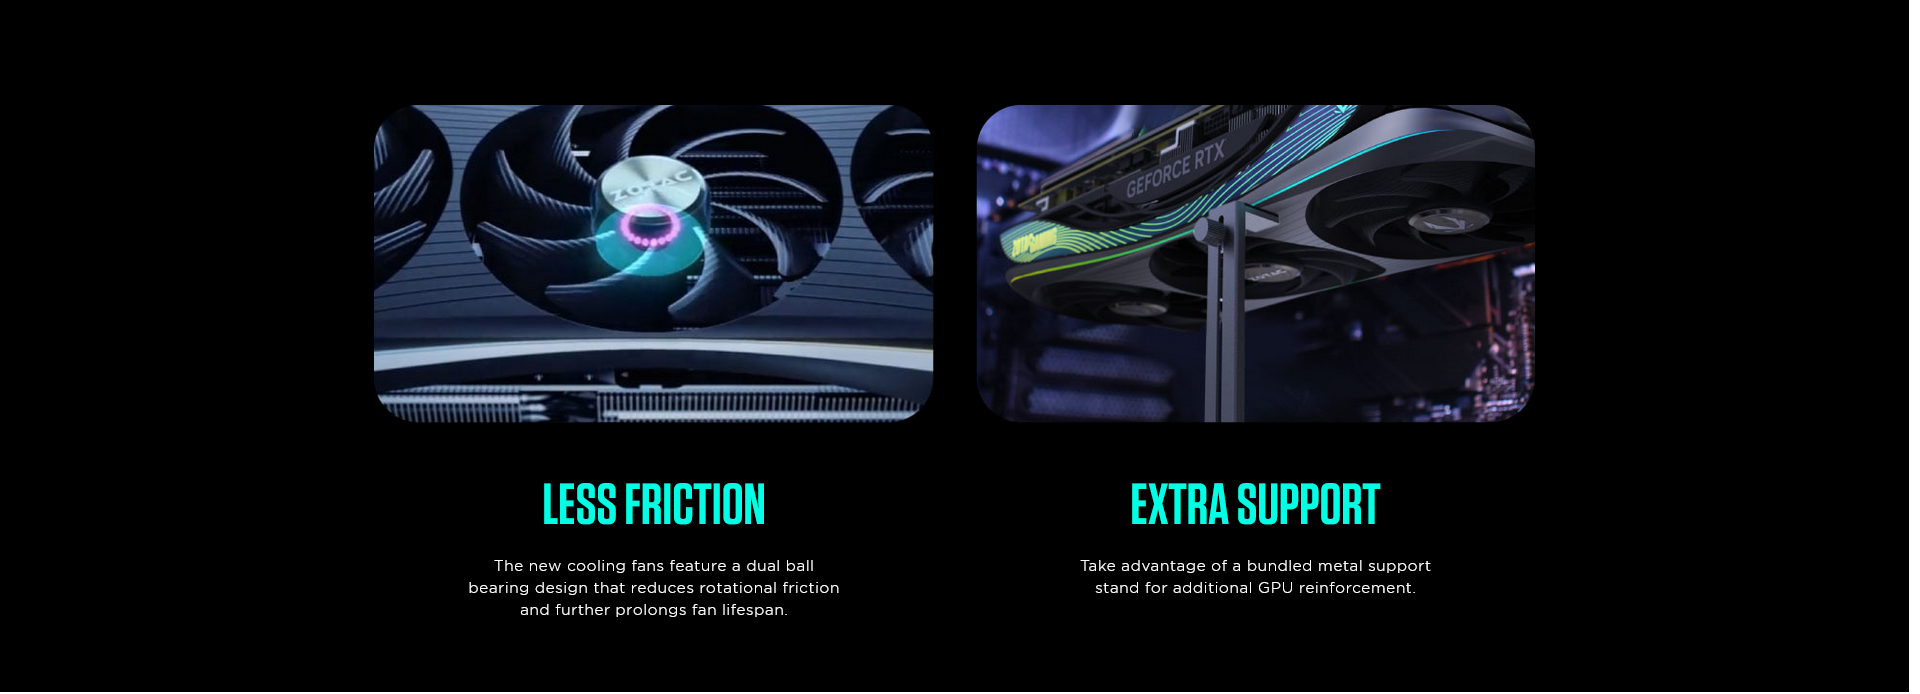 ZOTAC
GEFORCE RTX
ZOTAC GAMING
ZOTAC
LESS FRICTION
The new cooling fans feature a dual ball
bearing design that reduces rotational friction
and further prolongs fan lifespan.
EXTRA SUPPORT
Take advantage of a bundled metal support
stand for additional GPU reinforcement.